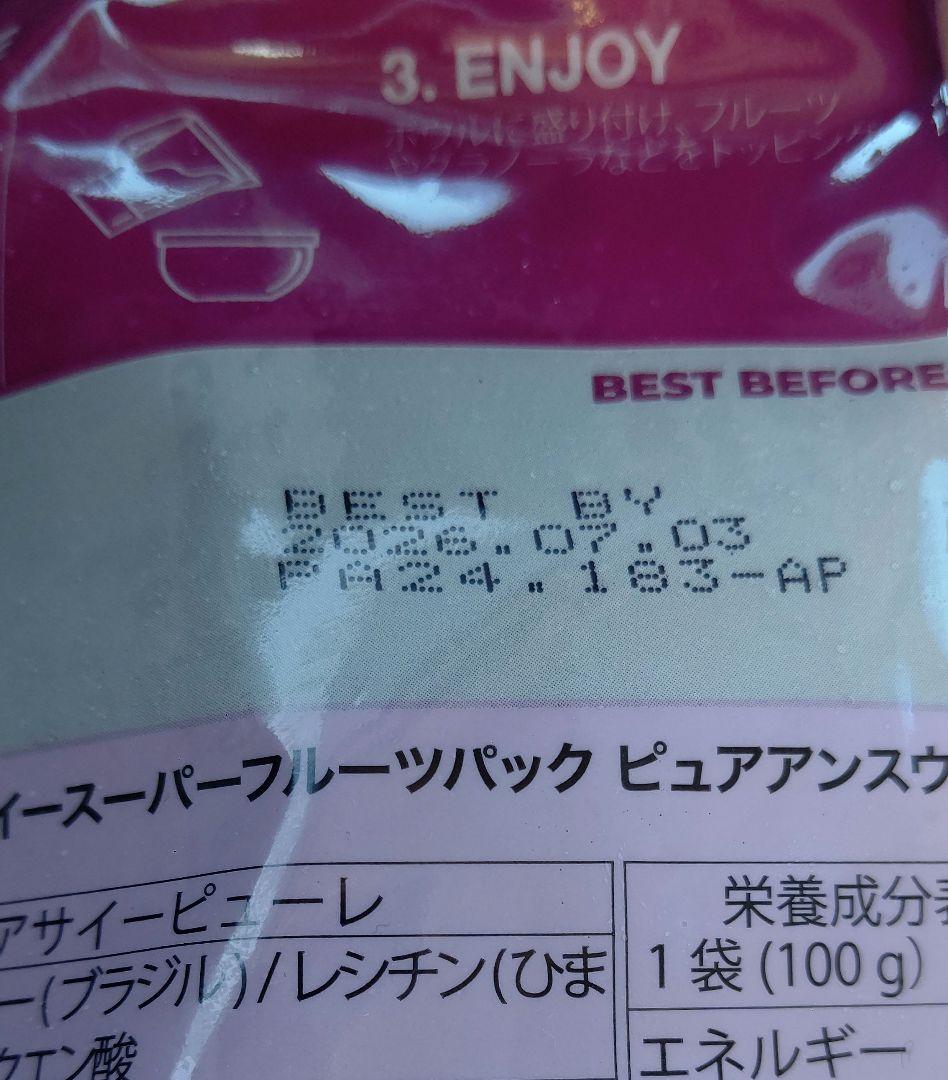 3. ENJOY
ボウルに盛り付け、フルーツ
やグラノーラなどをトッピング
BEST BEFORE
BEST BY
2026.07.03
PA24.183-AP
イースーパーフルーツパック ピュアアンスウ
アサイーピューレ
ー(ブラジル)/レシチン(ひま
クエン酸
栄養成分表
1 袋 (100 g)
エネルギー